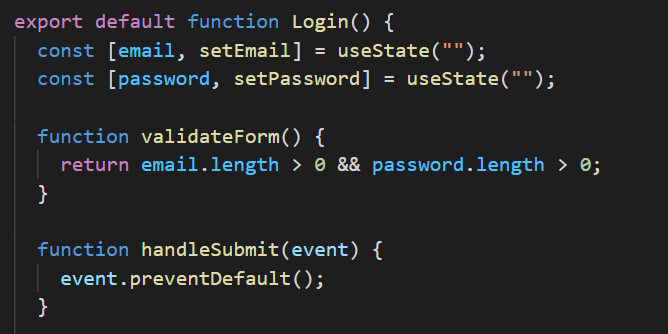 export default function Login() {
  const [email, setEmail] = useState("");
  const [password, setPassword] = useState("");

  function validateForm() {
    return email.length > 0 && password.length > 0;
  }

  function handleSubmit(event) {
    event.preventDefault();
  }